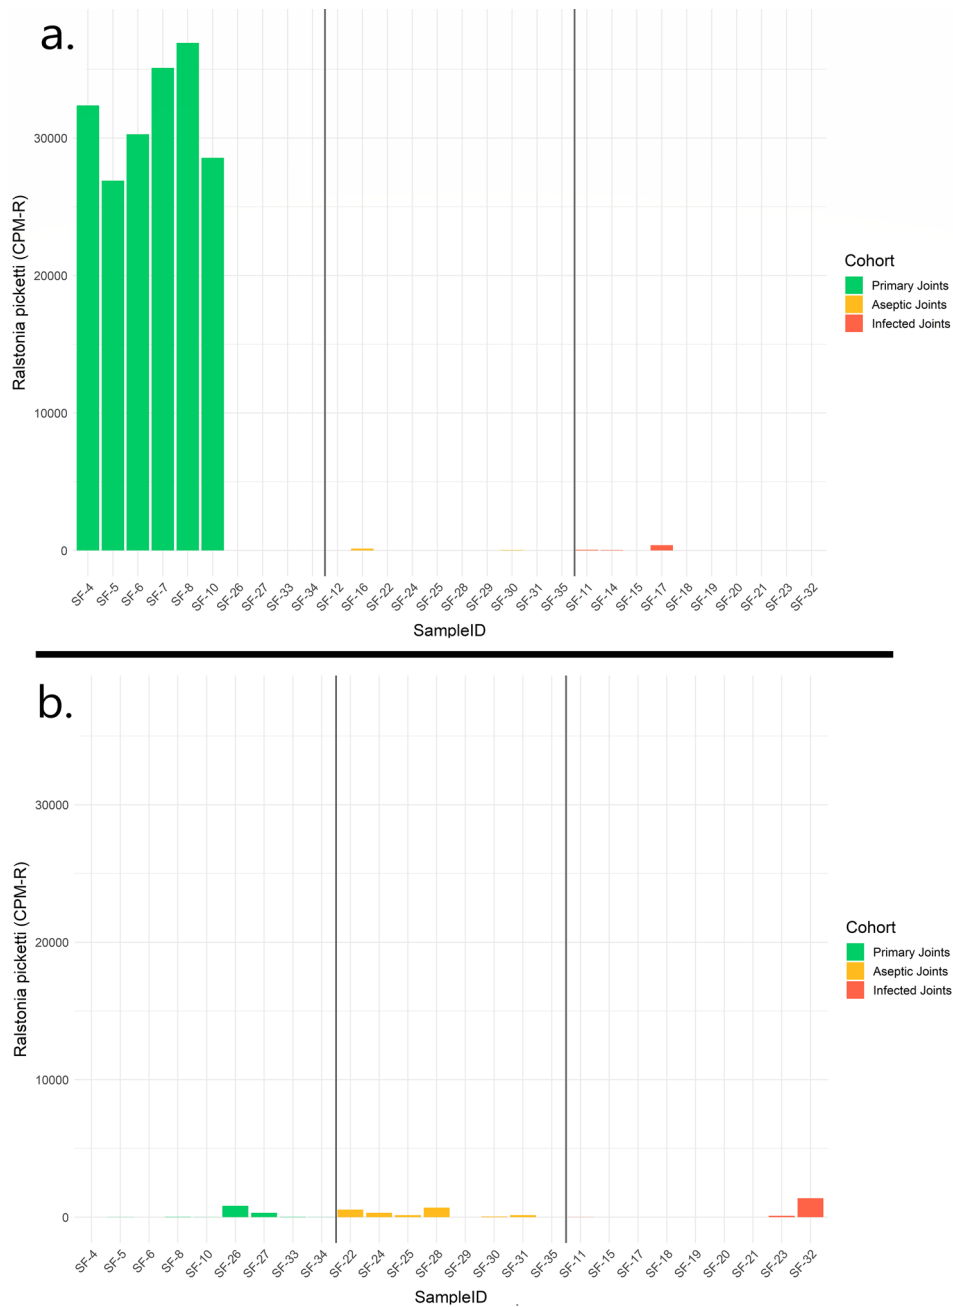 a.
Ralstonia picketti (CPM-R)
30000
20000
10000
0
SF-4 SF-5 SF-6 SF-7 SF-8 SF-10 SF-26 SF-27 SF-33 SF-34 SF-12 SF-16 SF-22 SF-24 SF-25 SF-28 SF-29 SF-30 SF-31 SF-35 SF-11 SF-14 SF-15 SF-17 SF-18 SF-19 SF-20 SF-21 SF-23 SF-32
SampleID
Cohort
Primary Joints
Aseptic Joints
Infected Joints
b.
Ralstonia picketti (CPM-R)
30000
20000
10000
0
SF-4 SF-5 SF-6 SF-8 SF-10 SF-26 SF-27 SF-33 SF-34 SF-22 SF-24 SF-25 SF-28 SF-29 SF-30 SF-31 SF-35 SF-11 SF-15 SF-17 SF-18 SF-19 SF-20 SF-21 SF-23 SF-32
SampleID
Cohort
Primary Joints
Aseptic Joints
Infected Joints